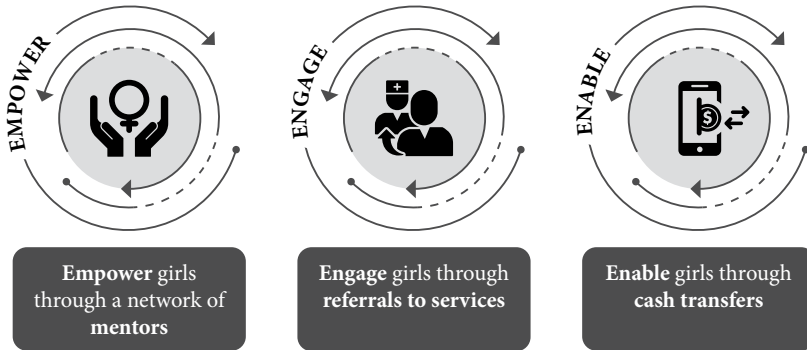 EMPOWER
ENGAGE
ENABLE
$
Empower girls
through a network of
mentors
Engage girls through
referrals to services
Enable girls through
cash transfers